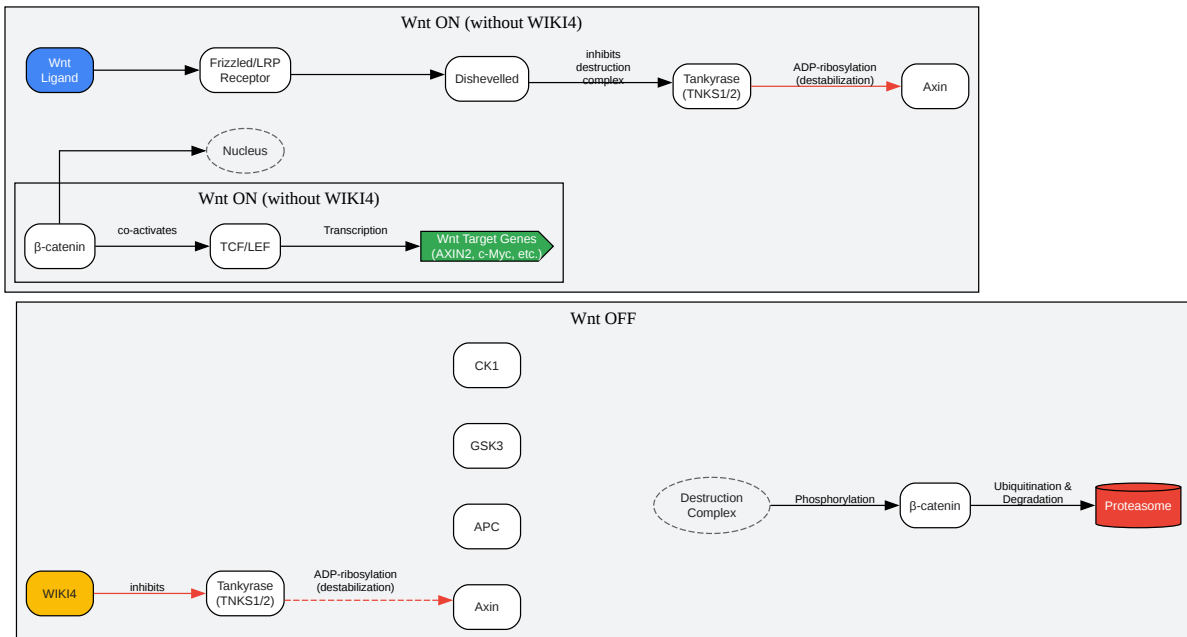 Wnt ON (without WIKI4)
Wnt
Ligand
Frizzled/LRP
Receptor
Dishevelled
inhibits
destruction
complex
Tankyrase
(TNKS1/2)
ADP-ribosylation
(destabilization)
Axin
Nucleus
Wnt ON (without WIKI4)
β-catenin
co-activates
TCF/LEF
Transcription
Wnt Target Genes
(AXIN2, c-Myc, etc.)
Wnt OFF
CK1
GSK3
APC
Destruction
Complex
Phosphorylation
β-catenin
Ubiquitination &
Degradation
Proteasome
WIKI4
inhibits
Tankyrase
(TNKS1/2)
ADP-ribosylation
(destabilization)
Axin